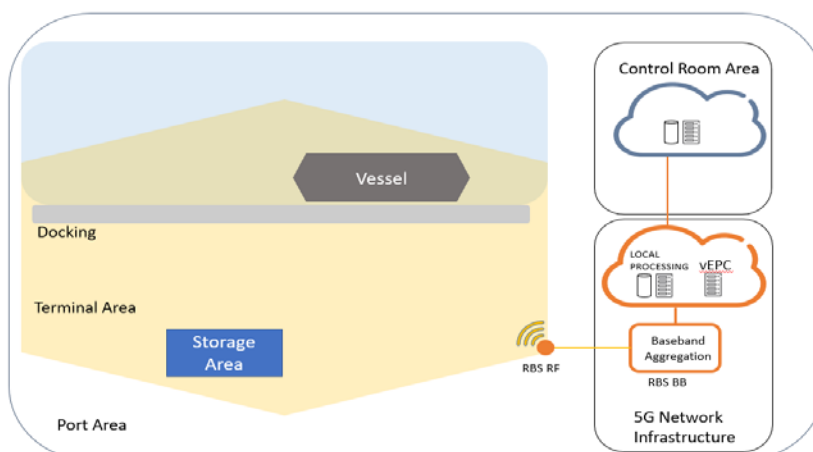 Control Room Area
Vessel
Docking
LOCAL
PROCESSING
vEPC
Terminal Area
Storage
Area
Baseband
Aggregation
RBS RF
RBS BB
Port Area
5G Network
Infrastructure